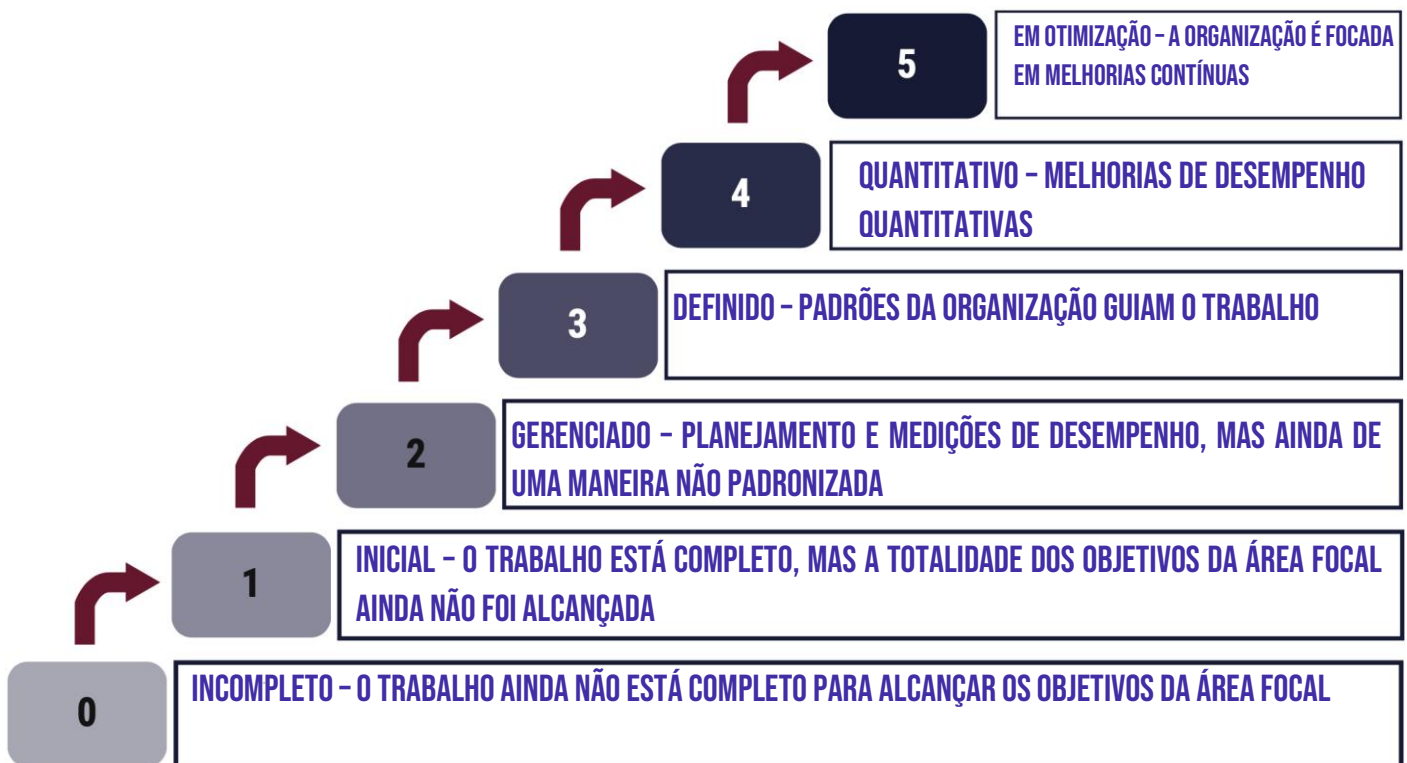 5
EM OTIMIZAÇÃO – A ORGANIZAÇÃO É FOCADA
EM MELHORIAS CONTÍNUAS
4
QUANTITATIVO – MELHORIAS DE DESEMPENHO
QUANTITATIVAS
3
DEFINIDO – PADRÕES DA ORGANIZAÇÃO GUIAM O TRABALHO
2
GERENCIADO – PLANEJAMENTO E MEDIÇÕES DE DESEMPENHO, MAS AINDA DE
UMA MANEIRA NÃO PADRONIZADA
1
INICIAL – O TRABALHO ESTÁ COMPLETO, MAS A TOTALIDADE DOS OBJETIVOS DA ÁREA FOCAL
AINDA NÃO FOI ALCANÇADA
0
INCOMPLETO – O TRABALHO AINDA NÃO ESTÁ COMPLETO PARA ALCANÇAR OS OBJETIVOS DA ÁREA FOCAL